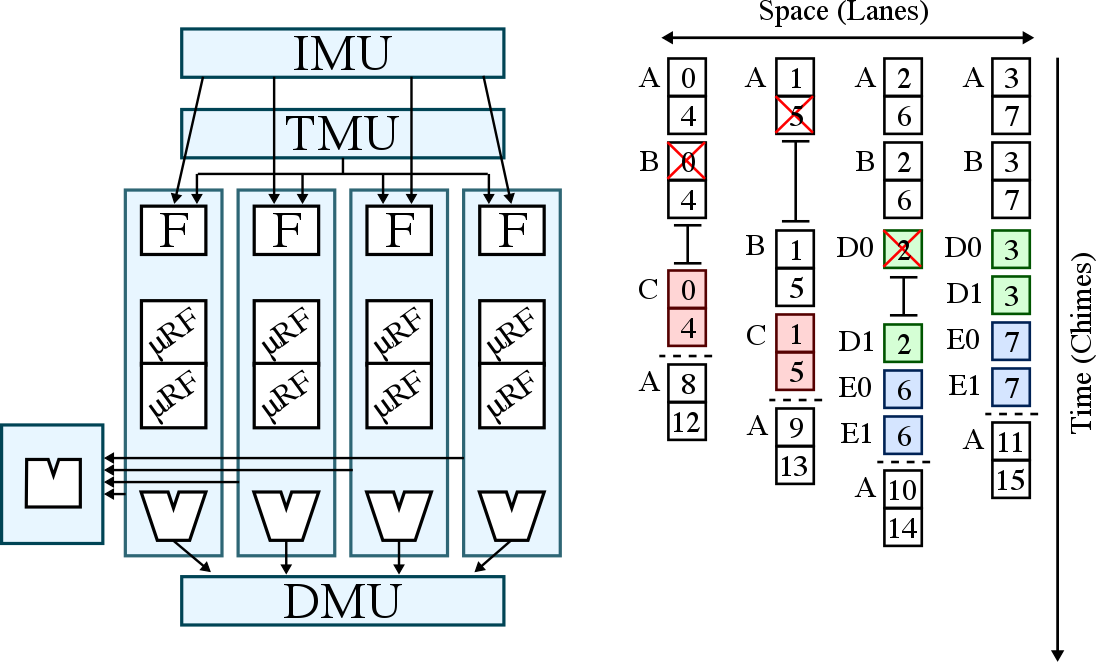 IMU
TMU
F F F F
μRF μRF μRF μRF
μRF μRF μRF μRF
DMU
Space (Lanes)
A 0 A 1 A 2 A 3
4 5 6 7
B 0 B 2 B 3
4 6 7
B 1 D0 2 D0 3
C 0 5 D1 3
4 C 1 D1 2 E0 7
A 8 5 E0 6 E1 7
12 A 9 E1 6 A 11
13 A 10 15
14
Time (Chimes)